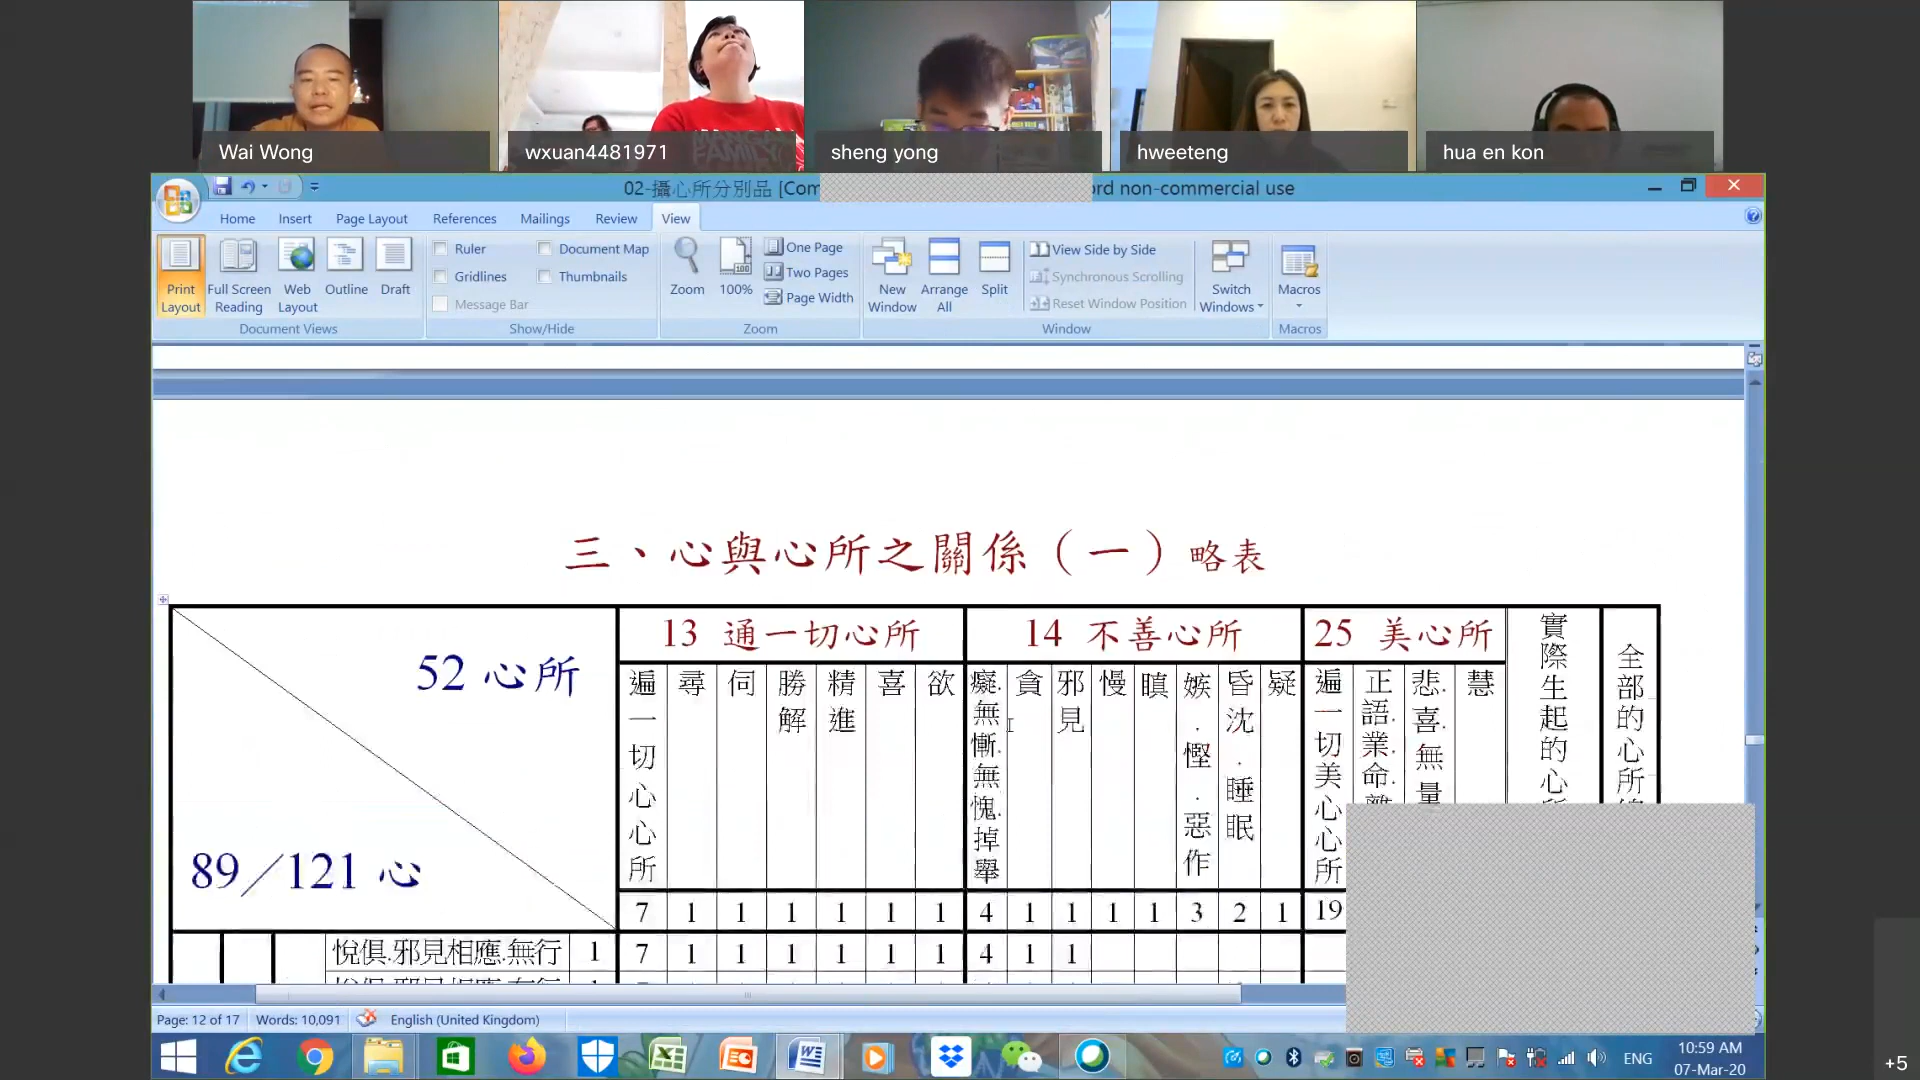 Wai Wong
wxuan4481971
sheng yong
hweeteng
hua en kon
FAMILY
02-攝心所分別品 [Com
ord non-commercial use
Home Insert Page Layout References Mailings Review View
Print Layout
Full Screen Reading
Web Layout
Outline
Draft
Document Views
Ruler
Gridlines
Message Bar
Document Map
Thumbnails
Show/Hide
Zoom
100%
One Page
Two Pages
Page Width
Zoom
New Window
Arrange All
Split
View Side by Side
Synchronous Scrolling
Reset Window Position
Switch Windows
Window
Macros
Macros
三、心與心所之關係（一）略表
52 心所
89／121 心
13 通一切心所
14 不善心所
25 美心所
遍一切心心所
尋
伺
勝解
精進
喜
欲
癡.無慚.無愧.掉舉
貪
邪見
慢
瞋
嫉.慳.惡作
昏沈.睡眠
疑
遍一切美心心所
正語.業.命.
悲.喜.無量
慧
實際生起的心
全部的心所
7 1 1 1 1 1 1 4 1 1 1 1 3 2 1 19
悅俱.邪見相應.無行 1 7 1 1 1 1 1 1 4 1 1
Page: 12 of 17
Words: 10,091
English (United Kingdom)
ENG
10:59 AM
07-Mar-20
+5